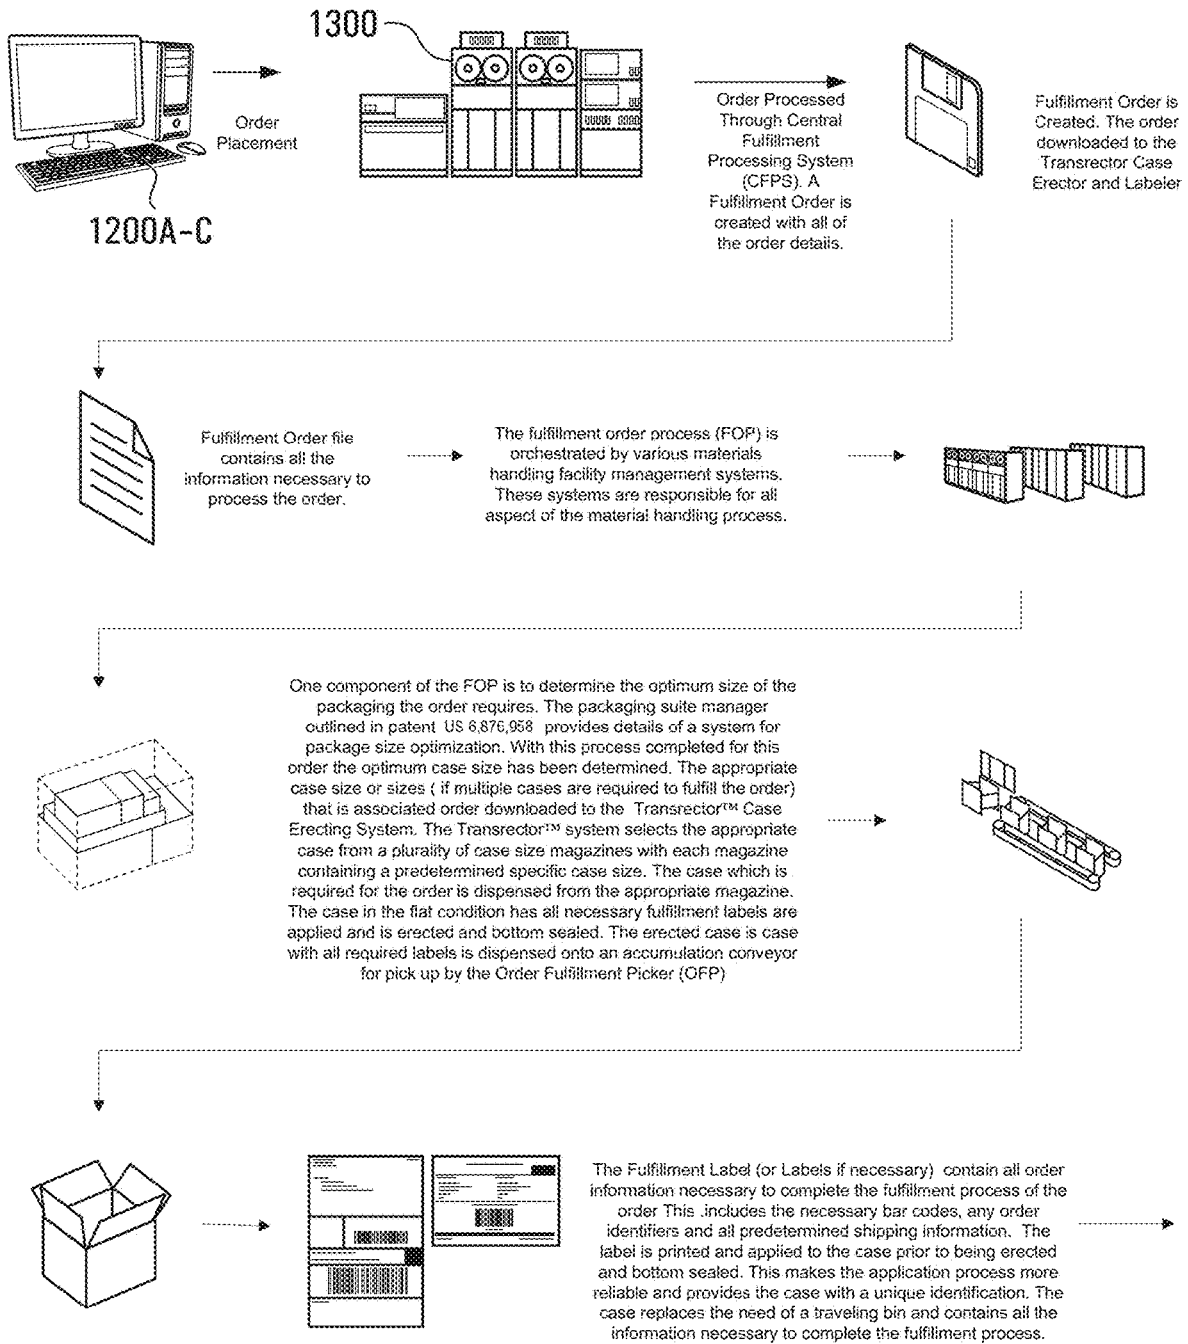 1300
Order
Placement
1200A-C
Order Processed
Through Central
Fulfillment
Processing System
(CFPS). A
Fulfillment Order is
created with all of
the order details.
Fulfillment Order is
Created. The order
downloaded to the
Transrector Case
Erector and Labeler
Fulfillment Order file
contains all the
information necessary to
process the order.
The fulfillment order process (FOP) is
orchestrated by various materials
handling facility management systems.
These systems are responsible for all
aspect of the material handling process.
One component of the FOP is to determine the optimum size of the
packaging the order requires. The packaging suite manager
outlined in patent US 6,876,958 provides details of a system for
package size optimization. With this process completed for this
order the optimum case size has been determined. The appropriate
case size or sizes ( if multiple cases are required to fulfill the order)
that is associated order downloaded to the Transrector™ Case
Erecting System. The Transrector™ system selects the appropriate
case from a plurality of case size magazines with each magazine
containing a predetermined specific case size. The case which is
required for the order is dispensed from the appropriate magazine.
The case in the flat condition has all necessary fulfillment labels are
applied and is erected and bottom sealed. The erected case is case
with all required labels is dispensed onto an accumulation conveyor
for pick up by the Order Fulfillment Picker (OFP)
The Fulfillment Label (or Labels if necessary) contain all order
information necessary to complete the fulfillment process of the
order This .includes the necessary bar codes, any order
identifiers and all predetermined shipping information. The
label is printed and applied to the case prior to being erected
and bottom sealed. This makes the application process more
reliable and provides the case with a unique identification. The
case replaces the need of a traveling bin and contains all the
information necessary to complete the fulfillment process.